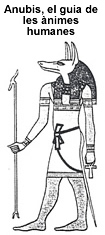 Anubis, el guia de
les ànimes
humanes